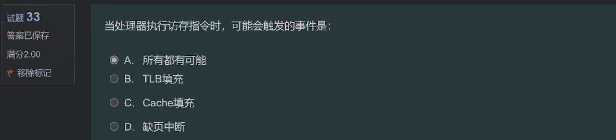 试题 33
答案已保存
满分2.00
移除标记
当处理器执行访存指令时，可能会触发的事件是：
A. 所有都有可能
B. TLB填充
C. Cache填充
D. 缺页中断